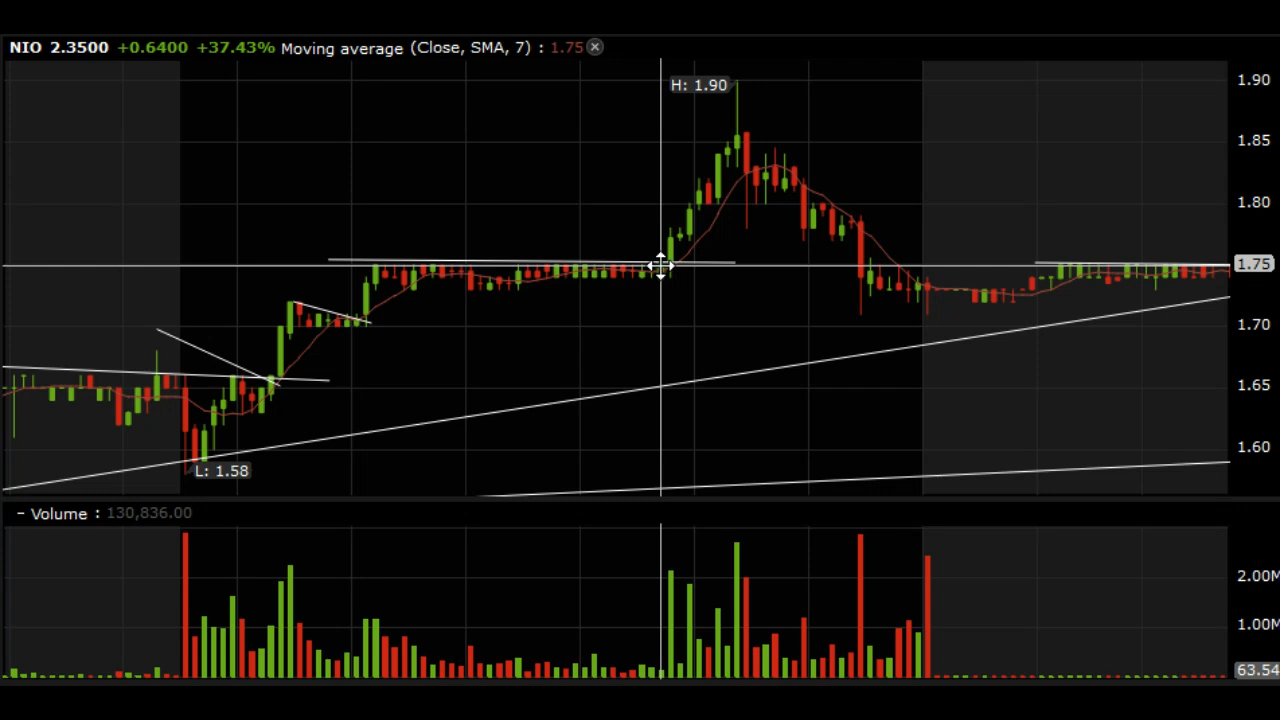 NIO 2.3500 +0.6400 +37.43% Moving average (Close, SMA, 7) : 1.75
H: 1.90
1.90
1.85
1.80
1.75
1.70
1.65
L: 1.58
1.60
− Volume : 130,836.00
2.00M
1.00M
63.54